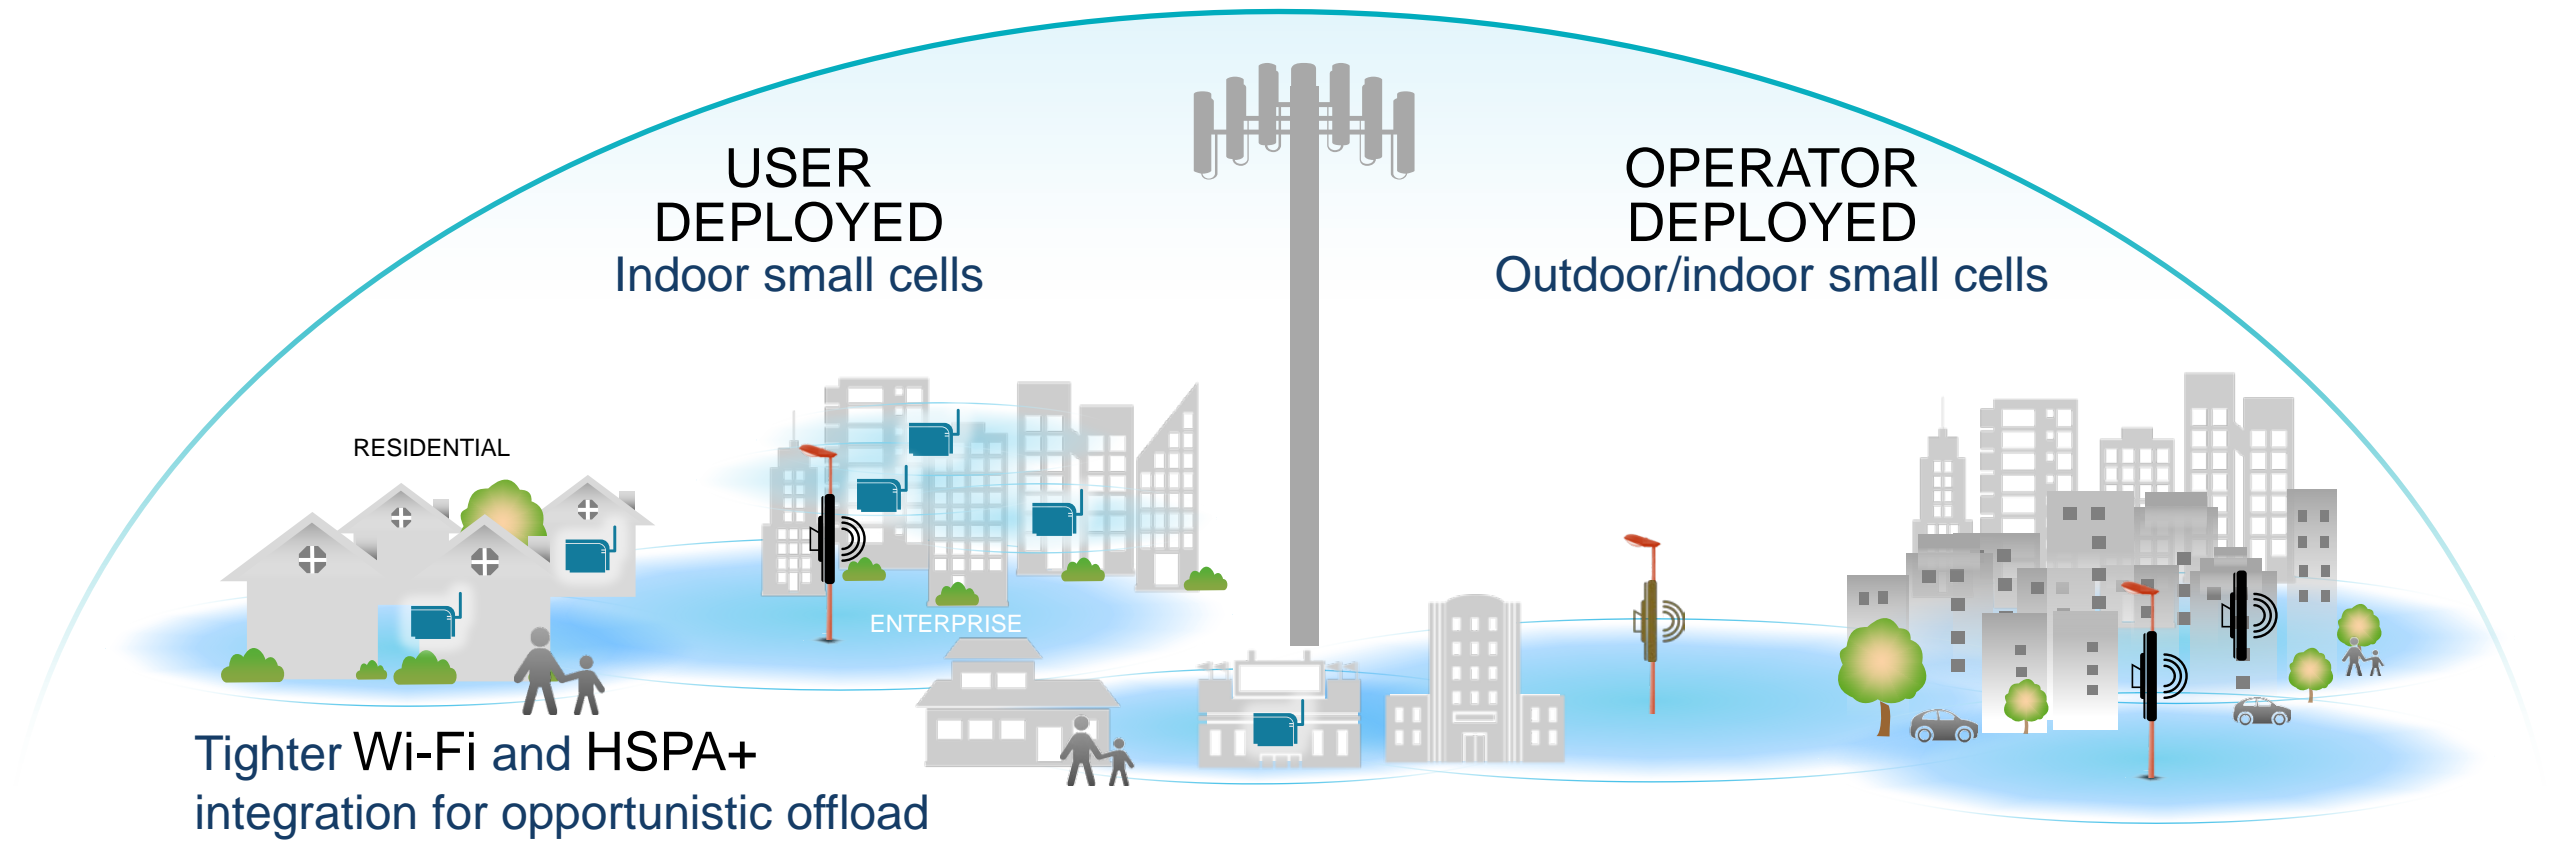 USER
DEPLOYED
Indoor small cells
OPERATOR
DEPLOYED
Outdoor/indoor small cells
RESIDENTIAL
ENTERPRISE
Tighter Wi-Fi and HSPA+
integration for opportunistic offload